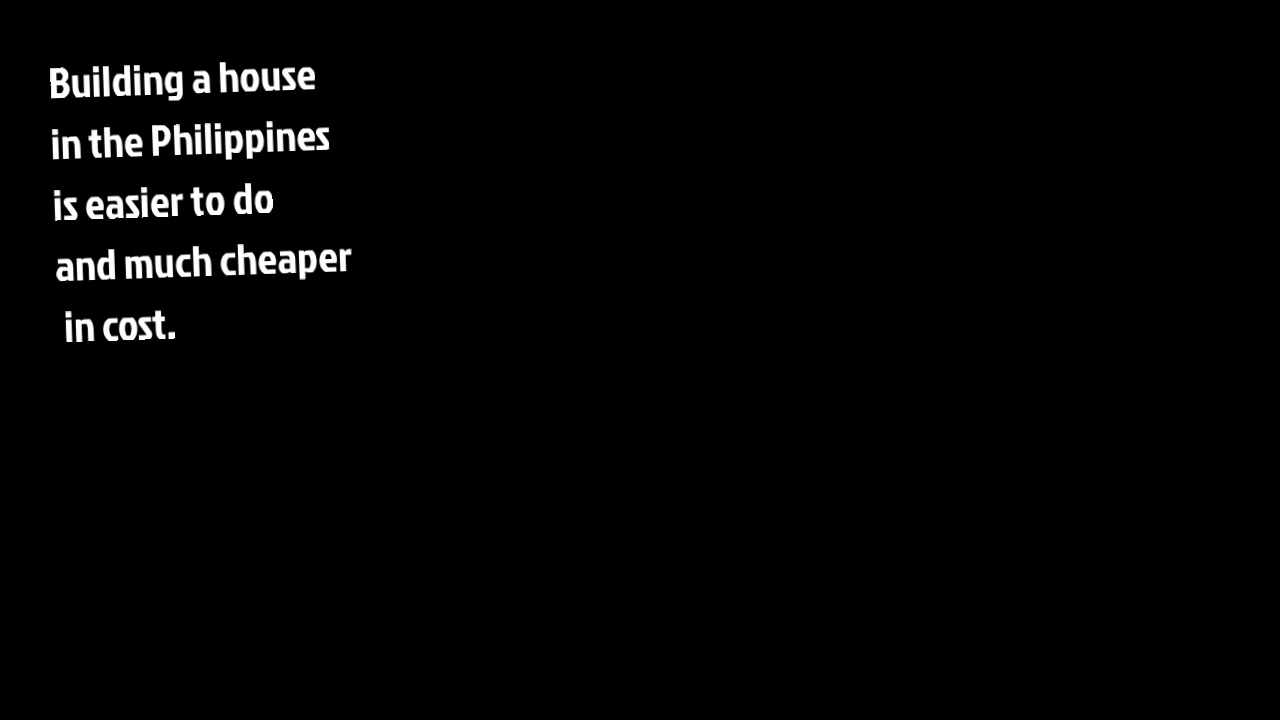 Building a house
in the Philippines
is easier to do
and much cheaper
in cost.